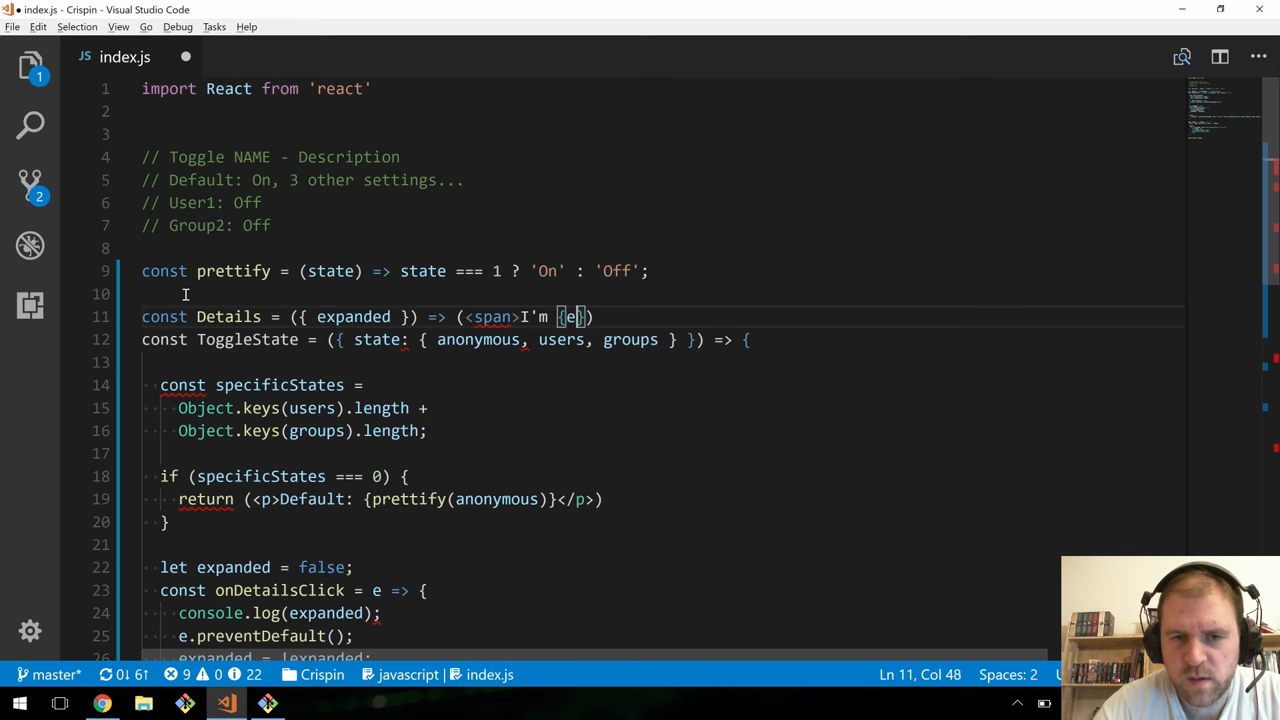 index.js - Crispin - Visual Studio Code
File Edit Selection View Go Debug Tasks Help
JS index.js
1 import React from 'react'
2
3
4 // Toggle NAME - Description
5 // Default: On, 3 other settings...
6 // User1: Off
7 // Group2: Off
8
9 const prettify = (state) => state === 1 ? 'On' : 'Off';
10
11 const Details = ({ expanded }) => (<span>I'm {e})
12 const ToggleState = ({ state: { anonymous, users, groups } }) => {
13
14 const specificStates =
15 Object.keys(users).length +
16 Object.keys(groups).length;
17
18 if (specificStates === 0) {
19 return (<p>Default: {prettify(anonymous)}</p>)
20 }
21
22 let expanded = false;
23 const onDetailsClick = e => {
24 console.log(expanded);
25 e.preventDefault();
26 expanded = !expanded;
1
2
master* 0↓ 6↑ 9 0 22 Crispin javascript index.js Ln 11, Col 48 Spaces: 2